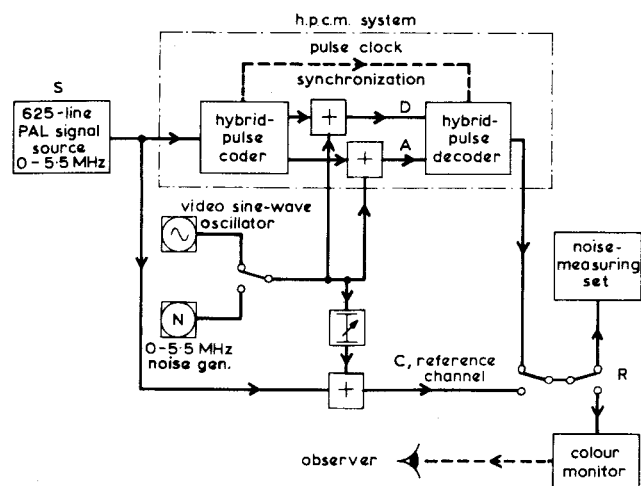 h.p.c.m. system
pulse clock
synchronization
S
625-line
PAL signal
source
0-5.5 MHz
hybrid-
pulse
coder
+
D
+
A
hybrid-
pulse
decoder
video sine-wave
oscillator
N
0-5·5 MHz
noise gen.
+
C, reference
channel
noise-
measuring
set
R
observer
colour
monitor